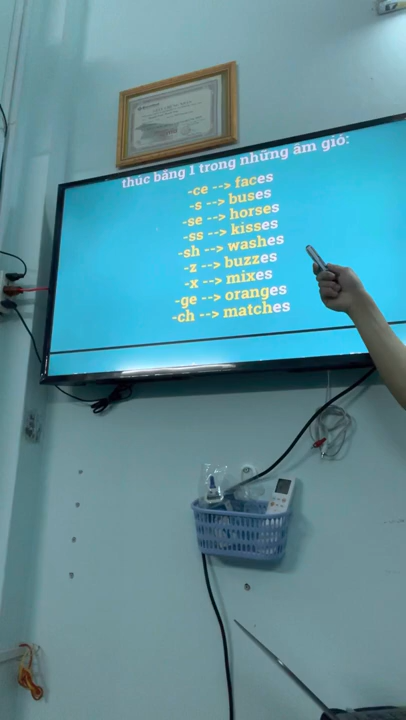 thúc bằng 1 trong những âm gió:
-ce --> faces
-s --> buses
-se --> horses
-ss --> kisses
-sh --> washes
-z --> buzzes
-x --> mixes
-ge --> oranges
-ch --> matches